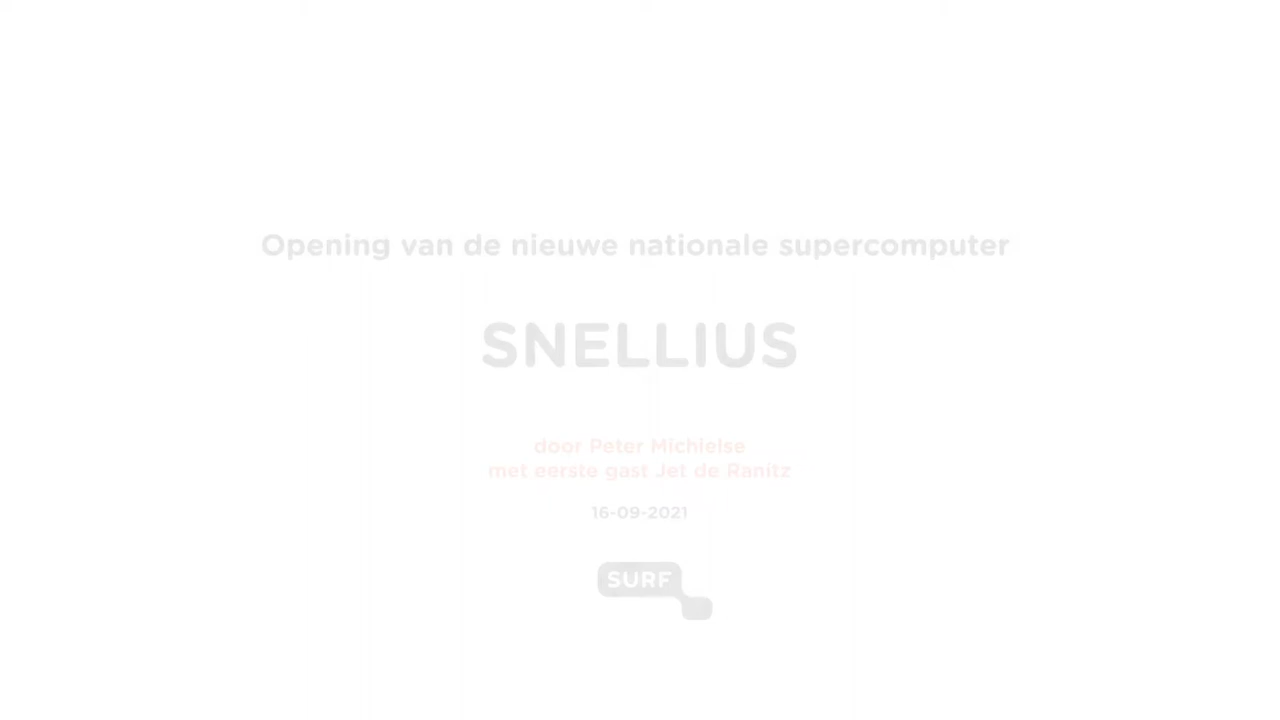 Opening van de nieuwe nationale supercomputer
SNELLIUS
door Peter Michielse
met eerste gast Jet de Ranitz
16-09-2021
SURF